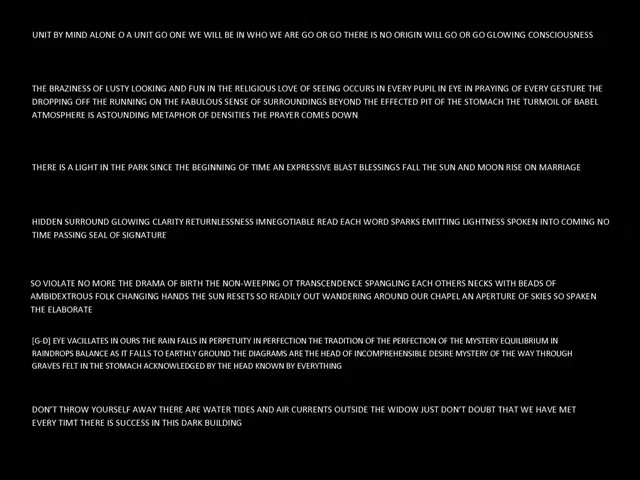 UNIT BY MIND ALONE O A UNIT GO ONE WE WILL BE IN WHO WE ARE GO OR GO THERE IS NO ORIGIN WILL GO OR GO GLOWING CONSCIOUSNESS
THE BRAZINESS OF LUSTY LOOKING AND FUN IN THE RELIGIOUS LOVE OF SEEING OCCURS IN EVERY PUPIL IN EYE IN PRAYING OF EVERY GESTURE THE
DROPPING OFF THE RUNNING ON THE FABULOUS SENSE OF SURROUNDINGS BEYOND THE EFFECTED PIT OF THE STOMACH THE TURMOIL OF BABEL
ATMOSPHERE IS ASTOUNDING METAPHOR OF DENSITIES THE PRAYER COMES DOWN
THERE IS A LIGHT IN THE PARK SINCE THE BEGINNING OF TIME AN EXPRESSIVE BLAST BLESSINGS FALL THE SUN AND MOON RISE ON MARRIAGE
HIDDEN SURROUND GLOWING CLARITY RETURNLESSNESS IMNEGOTIABLE READ EACH WORD SPARKS EMITTING LIGHTNESS SPOKEN INTO COMING NO
TIME PASSING SEAL OF SIGNATURE
SO VIOLATE NO MORE THE DRAMA OF BIRTH THE NON-WEEPING OT TRANSCENDENCE SPANGLING EACH OTHERS NECKS WITH BEADS OF
AMBIDEXTROUS FOLK CHANGING HANDS THE SUN RESETS SO READILY OUT WANDERING AROUND OUR CHAPEL AN APERTURE OF SKIES SO SPAKEN
THE ELABORATE
[G-D] EYE VACILLATES IN OURS THE RAIN FALLS IN PERPETUITY IN PERFECTION THE TRADITION OF THE PERFECTION OF THE MYSTERY EQUILIBRIUM IN
RAINDROPS BALANCE AS IT FALLS TO EARTHLY GROUND THE DIAGRAMS ARE THE HEAD OF INCOMPREHENSIBLE DESIRE MYSTERY OF THE WAY THROUGH
GRAVES FELT IN THE STOMACH ACKNOWLEDGED BY THE HEAD KNOWN BY EVERYTHING
DON'T THROW YOURSELF AWAY THERE ARE WATER TIDES AND AIR CURRENTS OUTSIDE THE WIDOW JUST DON'T DOUBT THAT WE HAVE MET
EVERY TIMT THERE IS SUCCESS IN THIS DARK BUILDING